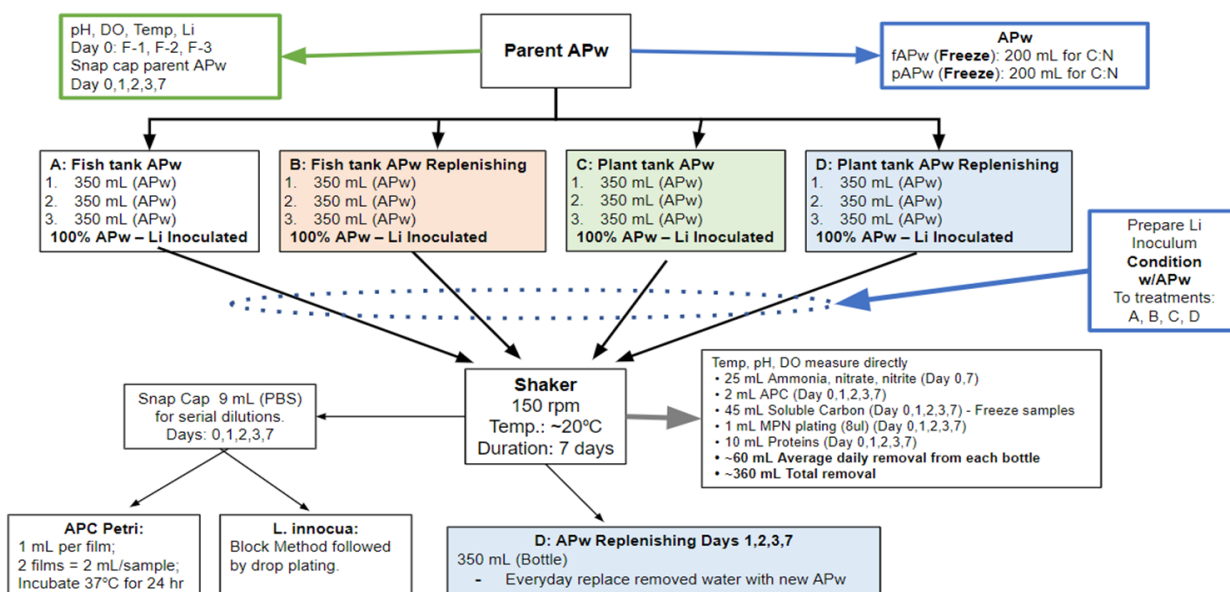 pH, DO, Temp, Li
Day 0: F-1, F-2, F-3
Snap cap parent APw
Day 0,1,2,3,7
Parent APw
APw
fAPw (Freeze): 200 mL for C:N
pAPw (Freeze): 200 mL for C:N
A: Fish tank APw
1. 350 mL (APw)
2. 350 mL (APw)
3. 350 mL (APw)
100% APw – Li Inoculated
B: Fish tank APw Replenishing
1. 350 mL (APw)
2. 350 mL (APw)
3. 350 mL (APw)
100% APw – Li Inoculated
C: Plant tank APw
1. 350 mL (APw)
2. 350 mL (APw)
3. 350 mL (APw)
100% APw – Li Inoculated
D: Plant tank APw Replenishing
1. 350 mL (APw)
2. 350 mL (APw)
3. 350 mL (APw)
100% APw – Li Inoculated
Prepare Li
Inoculum
Condition
w/APw
To treatments:
A, B, C, D
Shaker
150 rpm
Temp.: ~20ºC
Duration: 7 days
Temp, pH, DO measure directly
• 25 mL Ammonia, nitrate, nitrite (Day 0,7)
• 2 mL APC (Day 0,1,2,3,7)
• 45 mL Soluble Carbon (Day 0,1,2,3,7) - Freeze samples
• 1 mL MPN plating (8ul) (Day 0,1,2,3,7)
• 10 mL Proteins (Day 0,1,2,3,7)
• ~60 mL Average daily removal from each bottle
• ~360 mL Total removal
Snap Cap 9 mL (PBS)
for serial dilutions.
Days: 0,1,2,3,7
APC Petri:
1 mL per film;
2 films = 2 mL/sample;
Incubate 37ºC for 24 hr
L. innocua:
Block Method followed
by drop plating.
D: APw Replenishing Days 1,2,3,7
350 mL (Bottle)
- Everyday replace removed water with new APw